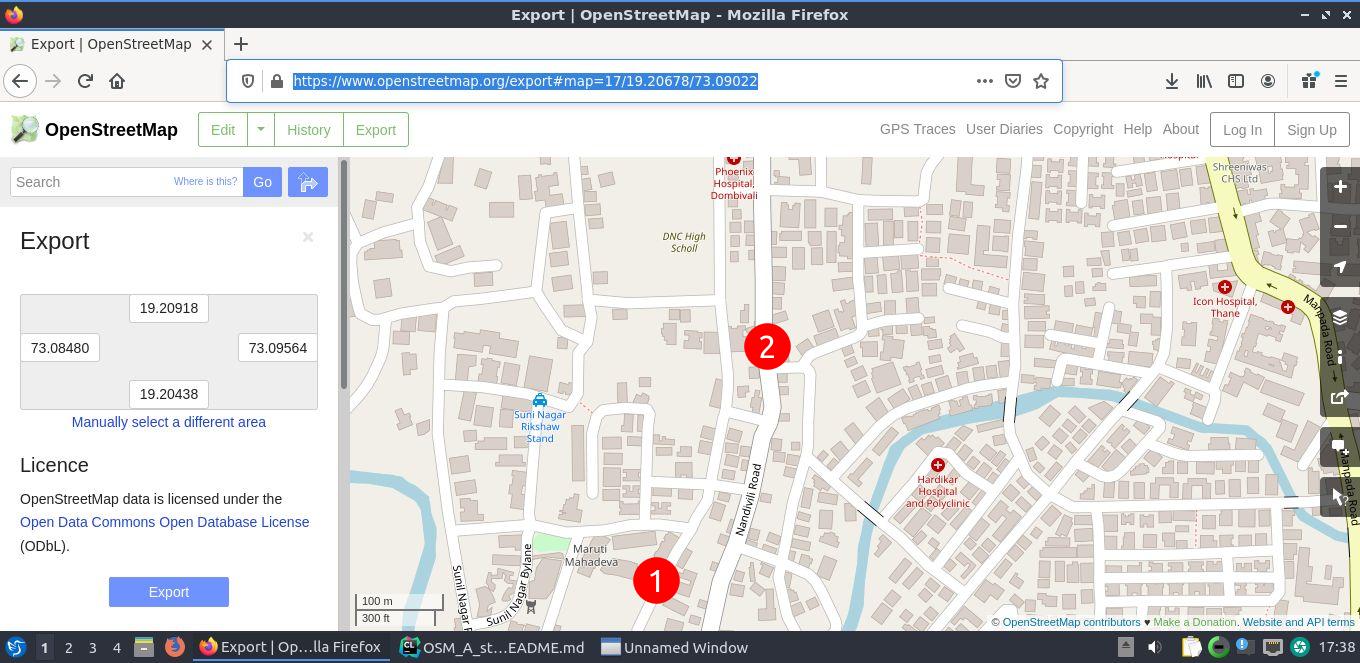 Export | OpenStreetMap - Mozilla Firefox
Export | OpenStreetMap
https://www.openstreetmap.org/export#map=17/19.20678/73.09022
OpenStreetMap
Edit
History
Export
GPS Traces
User Diaries
Copyright
Help
About
Log In
Sign Up
Search
Where is this?
Go
Export
19.20918
73.08480
73.09564
19.20438
Manually select a different area
Licence
OpenStreetMap data is licensed under the
Open Data Commons Open Database License
(ODbL).
Export
Phoenix
Hospital,
Dombivali
DNC High
Scholl
Shreeniwas
CHS Ltd
Icon Hospital,
Thane
Manpada Road
Manpada Road
2
Suni Nagar
Rikshaw
Stand
Hardikar
Hospital
and Polyclinic
Nandivili Road
Maruti
Mahadeva
1
Sunil Nagar R
Sunil Nagar Bylane
100 m
300 ft
© OpenStreetMap contributors ♥ Make a Donation. Website and API terms
1
2
3
4
Export | Op...lla Firefox
OSM_A_st...EADME.md
Unnamed Window
17:38